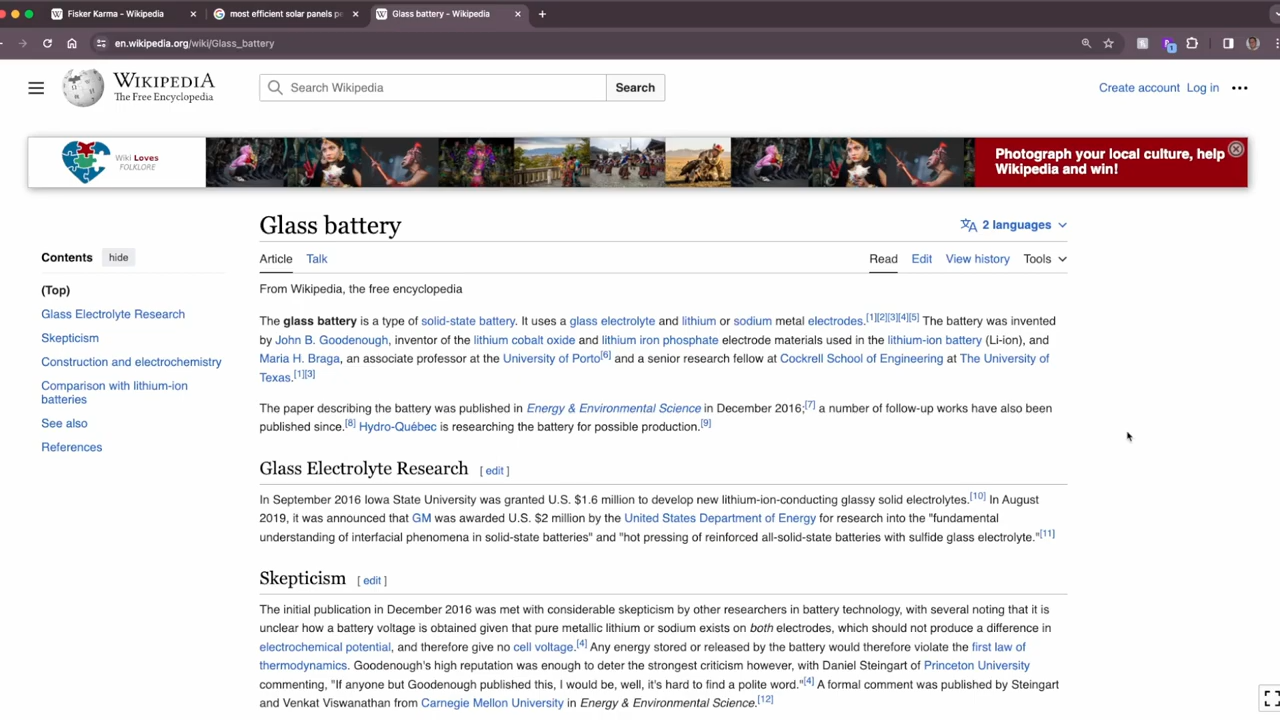 Fisker Karma - Wikipedia
most efficient solar panels pe
Glass battery - Wikipedia
en.wikipedia.org/wiki/Glass_battery
1
WIKIPEDIA
The Free Encyclopedia
Search Wikipedia
Search
Create account Log in
Wiki Loves
FOLKLORE
Photograph your local culture, help
Wikipedia and win!
Glass battery
2 languages
Contents hide
Article Talk
Read Edit View history Tools
(Top)
Glass Electrolyte Research
Skepticism
Construction and electrochemistry
Comparison with lithium-ion
batteries
See also
References
From Wikipedia, the free encyclopedia
The glass battery is a type of solid-state battery. It uses a glass electrolyte and lithium or sodium metal electrodes.[1][2][3][4][5] The battery was invented
by John B. Goodenough, inventor of the lithium cobalt oxide and lithium iron phosphate electrode materials used in the lithium-ion battery (Li-ion), and
Maria H. Braga, an associate professor at the University of Porto[6] and a senior research fellow at Cockrell School of Engineering at The University of
Texas.[1][3]
The paper describing the battery was published in Energy & Environmental Science in December 2016;[7] a number of follow-up works have also been
published since.[8] Hydro-Québec is researching the battery for possible production.[9]
Glass Electrolyte Research [ edit ]
In September 2016 Iowa State University was granted U.S. $1.6 million to develop new lithium-ion-conducting glassy solid electrolytes.[10] In August
2019, it was announced that GM was awarded U.S. $2 million by the United States Department of Energy for research into the "fundamental
understanding of interfacial phenomena in solid-state batteries" and "hot pressing of reinforced all-solid-state batteries with sulfide glass electrolyte."[11]
Skepticism [ edit ]
The initial publication in December 2016 was met with considerable skepticism by other researchers in battery technology, with several noting that it is
unclear how a battery voltage is obtained given that pure metallic lithium or sodium exists on both electrodes, which should not produce a difference in
electrochemical potential, and therefore give no cell voltage.[4] Any energy stored or released by the battery would therefore violate the first law of
thermodynamics. Goodenough's high reputation was enough to deter the strongest criticism however, with Daniel Steingart of Princeton University
commenting, "If anyone but Goodenough published this, I would be, well, it's hard to find a polite word."[4] A formal comment was published by Steingart
and Venkat Viswanathan from Carnegie Mellon University in Energy & Environmental Science.[12]